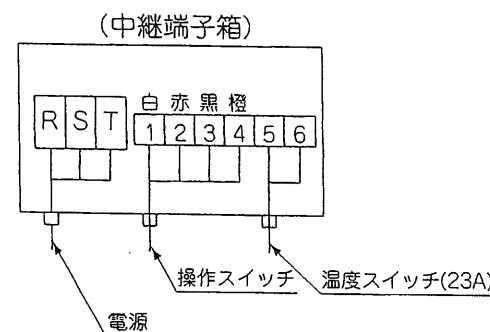 (中継端子箱)
白 赤 黒 橙
R S T 1 2 3 4 5 6
操作スイッチ
温度スイッチ(23A)
電源